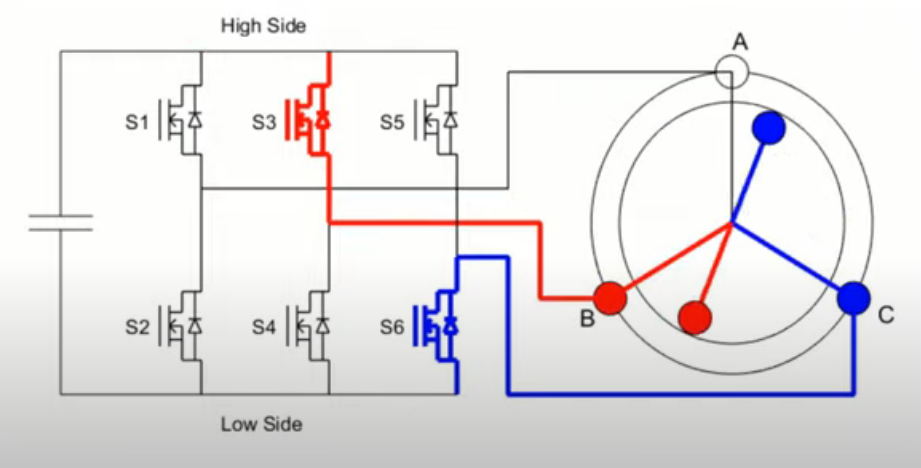 High Side
A
S1
S3
S5
S2
S4
S6
B
C
Low Side